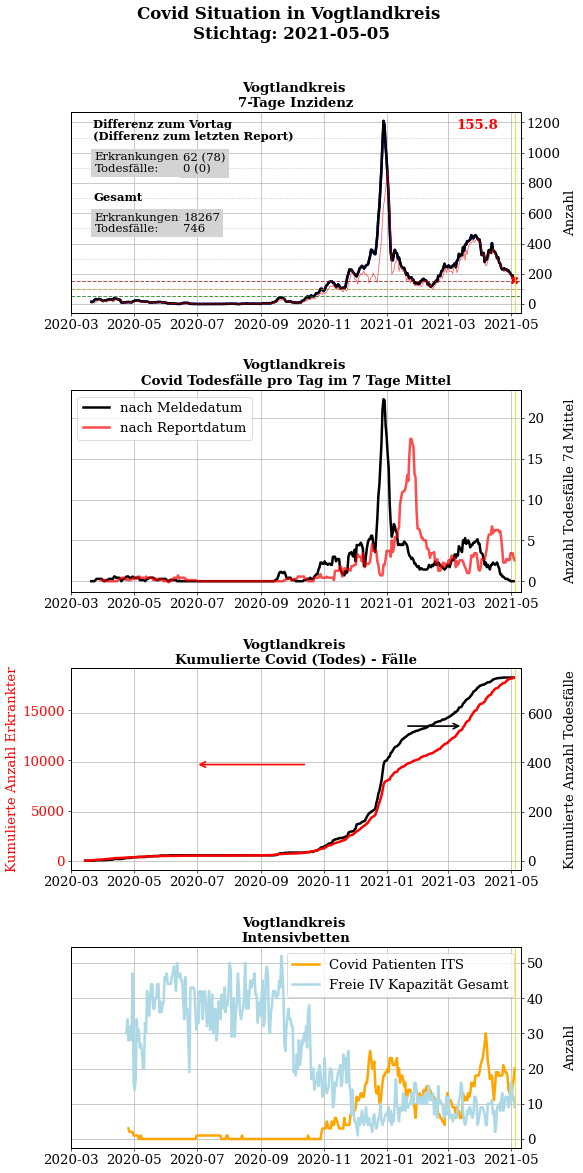 Covid Situation in Vogtlandkreis
Stichtag: 2021-05-05
Vogtlandkreis
7-Tage Inzidenz
Differenz zum Vortag
(Differenz zum letzten Report)
Erkrankungen 62 (78)
Todesfälle: 0 (0)
Gesamt
Erkrankungen 18267
Todesfälle: 746
155.8
1200
1000
800
600
400
200
0
Anzahl
2020-03 2020-05 2020-07 2020-09 2020-11 2021-01 2021-03 2021-05
Vogtlandkreis
Covid Todesfälle pro Tag im 7 Tage Mittel
nach Meldedatum
nach Reportdatum
20
15
10
5
0
Anzahl Todesfälle 7d Mittel
2020-03 2020-05 2020-07 2020-09 2020-11 2021-01 2021-03 2021-05
Vogtlandkreis
Kumulierte Covid (Todes) - Fälle
Kumulierte Anzahl Erkrankter
15000
10000
5000
0
600
400
200
0
Kumulierte Anzahl Todesfälle
2020-03 2020-05 2020-07 2020-09 2020-11 2021-01 2021-03 2021-05
Vogtlandkreis
Intensivbetten
Covid Patienten ITS
Freie IV Kapazität Gesamt
50
40
30
20
10
0
Anzahl
2020-03 2020-05 2020-07 2020-09 2020-11 2021-01 2021-03 2021-05